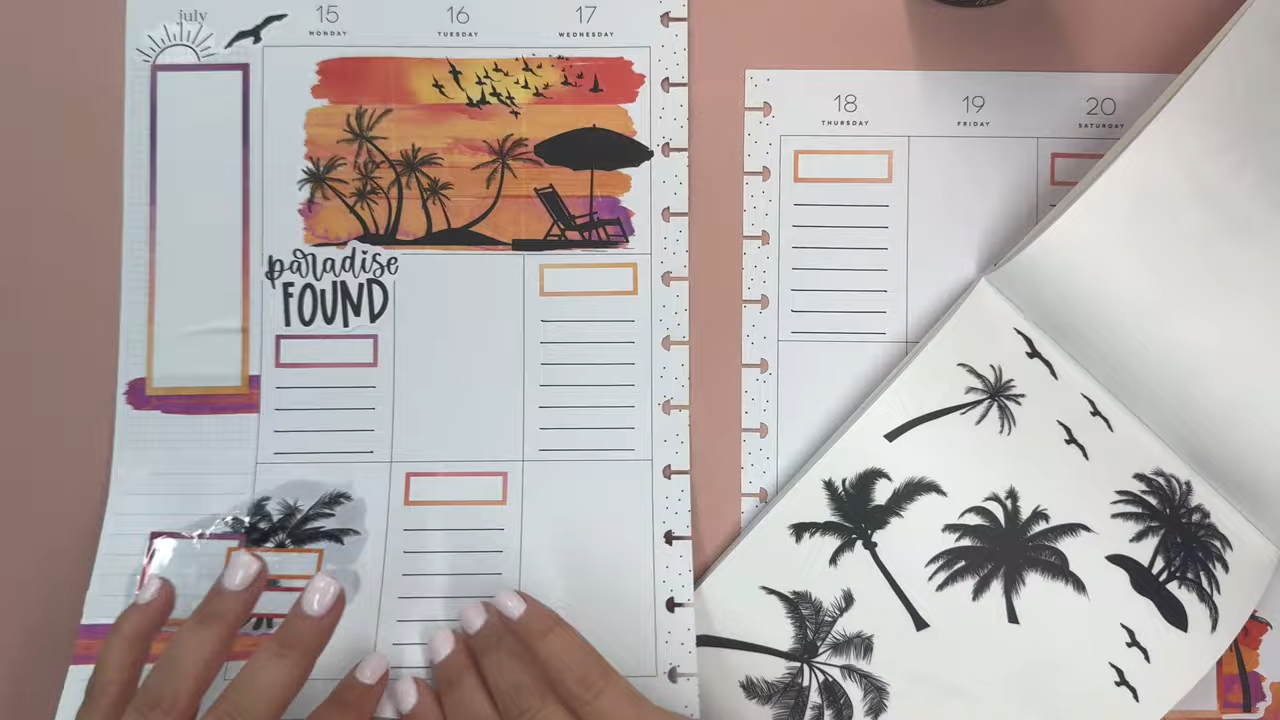 july
15 16 17
MONDAY TUESDAY WEDNESDAY
18 19 20
THURSDAY FRIDAY SATURDAY
paradise
FOUND